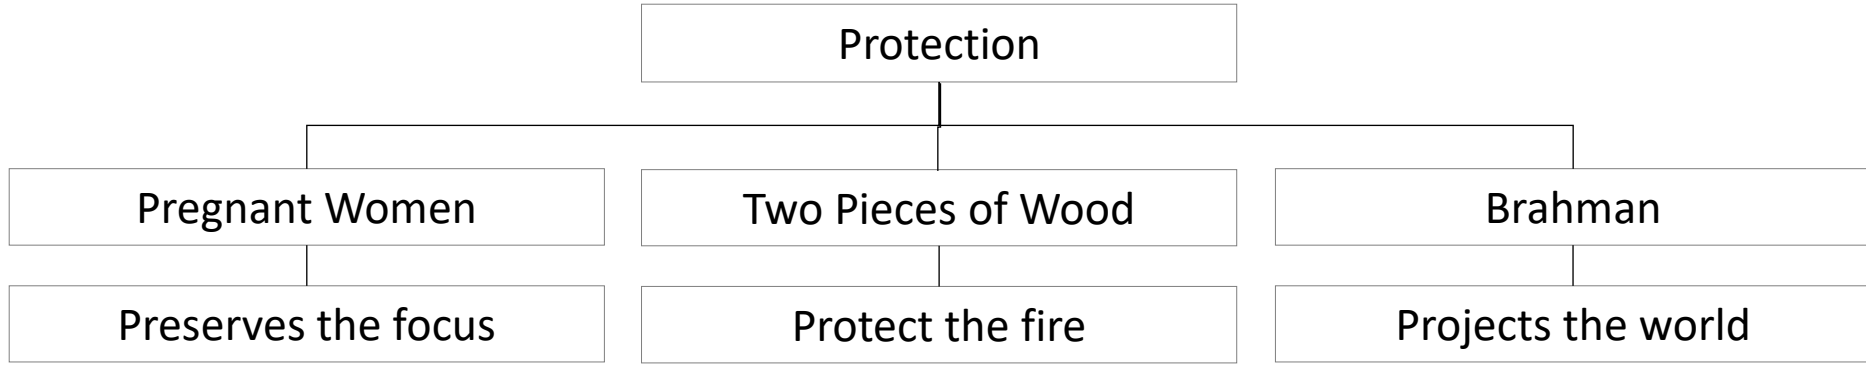 Protection
Pregnant Women
Two Pieces of Wood
Brahman
Preserves the focus
Protect the fire
Projects the world